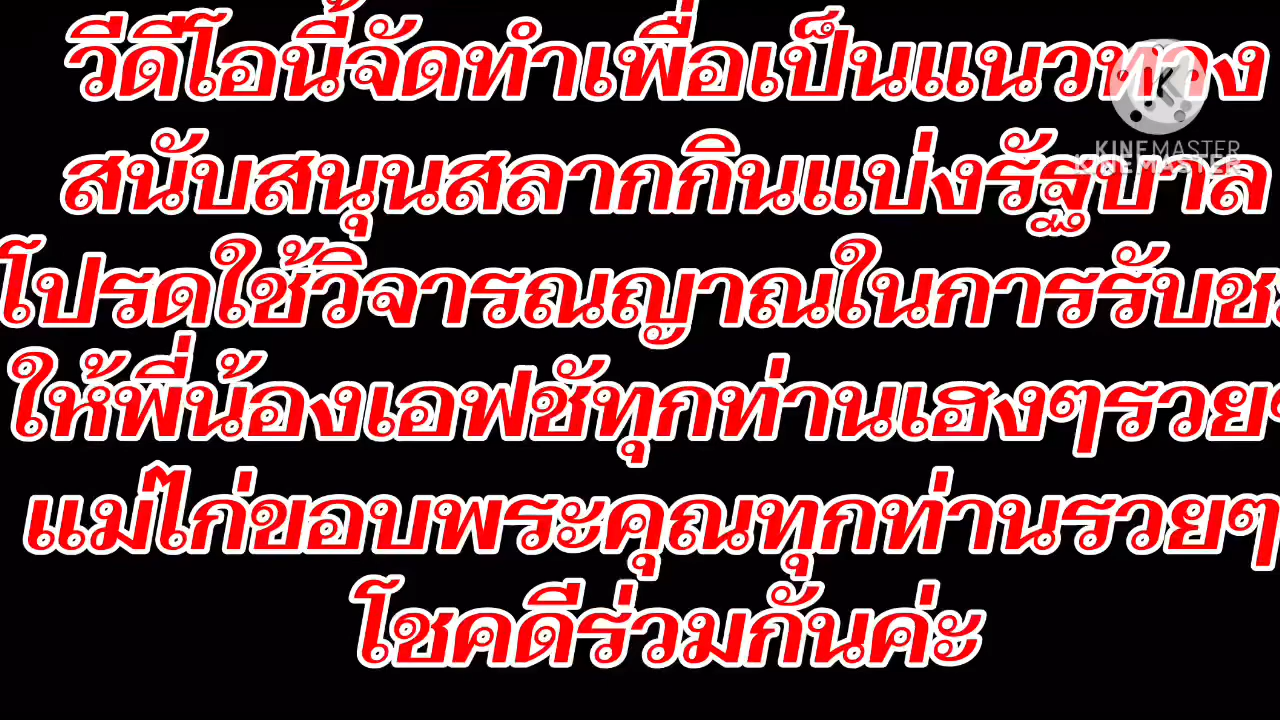 วีดีโอนี้จัดทำเพื่อเป็นแนวทาง
KINEMASTER
KINEMASTER
สนับสนุนสลากกินแบ่งรัฐบาล
โปรดใช้วิจารณญาณในการรับช
ให้พี่น้องเอฟซัทุกท่านเฮงๆรวย
แม่ไก่ขอบพระคุณทุกท่านรวยๆ
โชคดีร่วมกันค่ะ